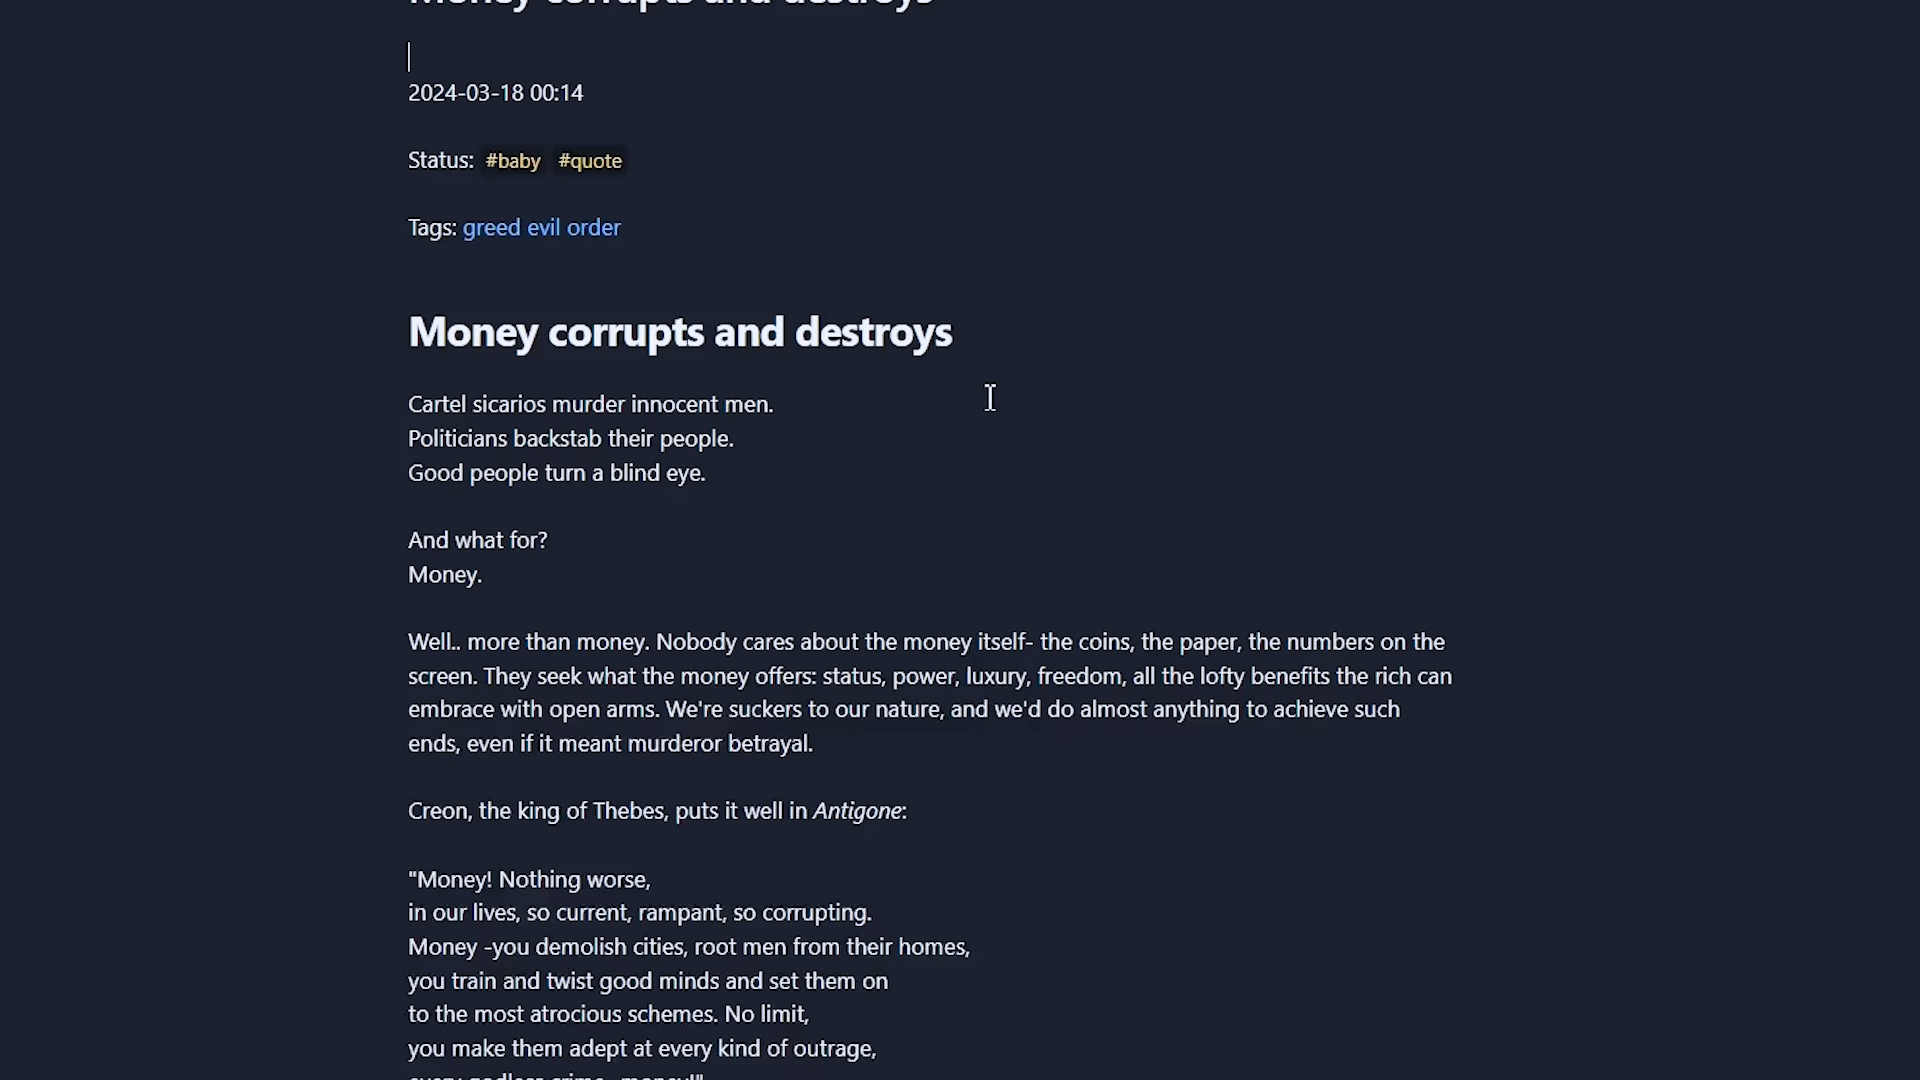 Money corrupts and destroys
2024-03-18 00:14
Status: #baby #quote
Tags: greed evil order
Money corrupts and destroys
Cartel sicarios murder innocent men.
Politicians backstab their people.
Good people turn a blind eye.
And what for?
Money.
Well.. more than money. Nobody cares about the money itself- the coins, the paper, the numbers on the
screen. They seek what the money offers: status, power, luxury, freedom, all the lofty benefits the rich can
embrace with open arms. We're suckers to our nature, and we'd do almost anything to achieve such
ends, even if it meant murderor betrayal.
Creon, the king of Thebes, puts it well in Antigone:
"Money! Nothing worse,
in our lives, so current, rampant, so corrupting.
Money -you demolish cities, root men from their homes,
you train and twist good minds and set them on
to the most atrocious schemes. No limit,
you make them adept at every kind of outrage,
every godless crime- money!"